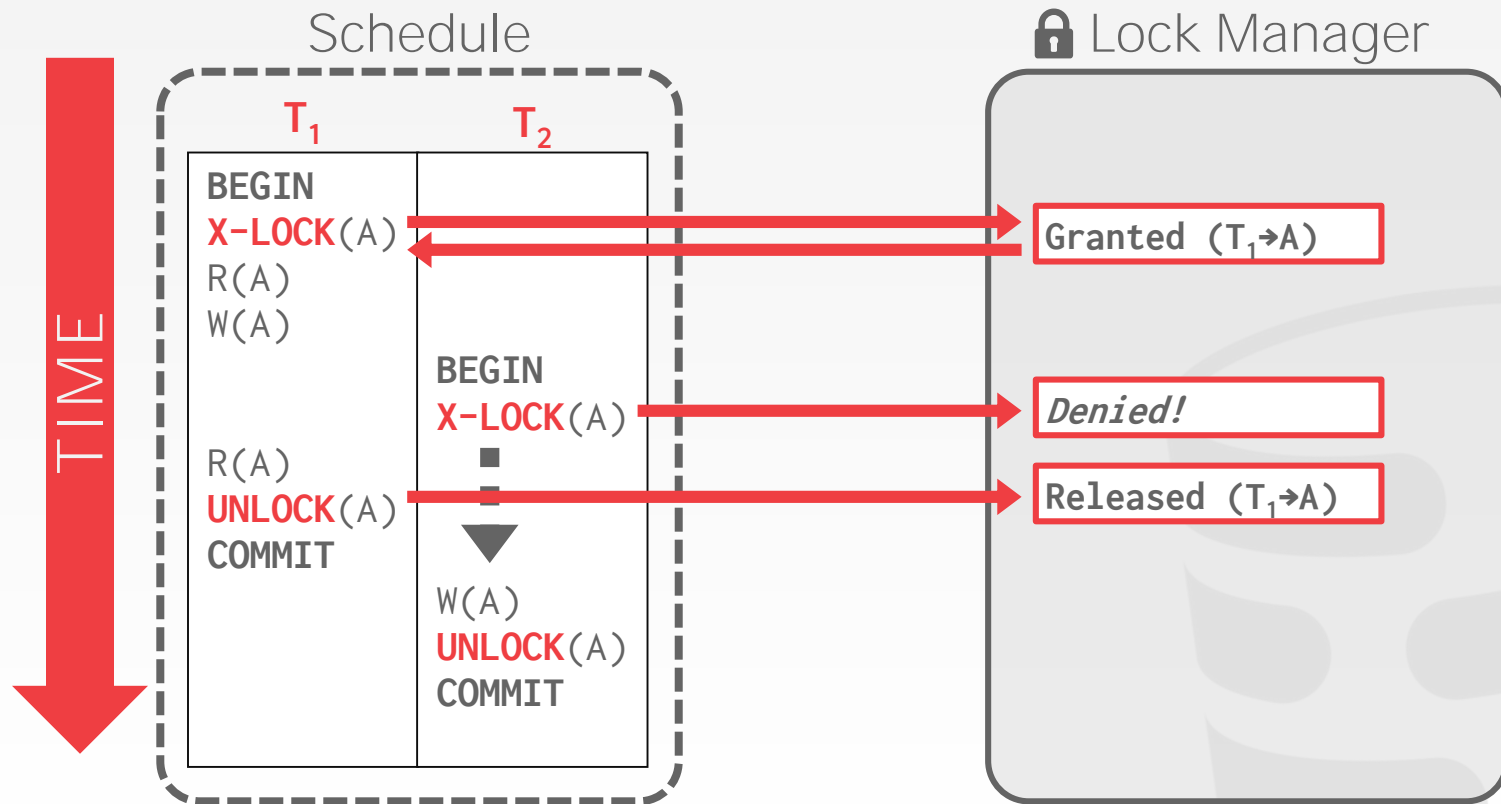 Schedule
Lock Manager
TIME
T₁
T₂
BEGIN
X-LOCK(A)
R(A)
W(A)
R(A)
UNLOCK(A)
COMMIT
BEGIN
X-LOCK(A)
W(A)
UNLOCK(A)
COMMIT
Granted (T₁→A)
Denied!
Released (T₁→A)